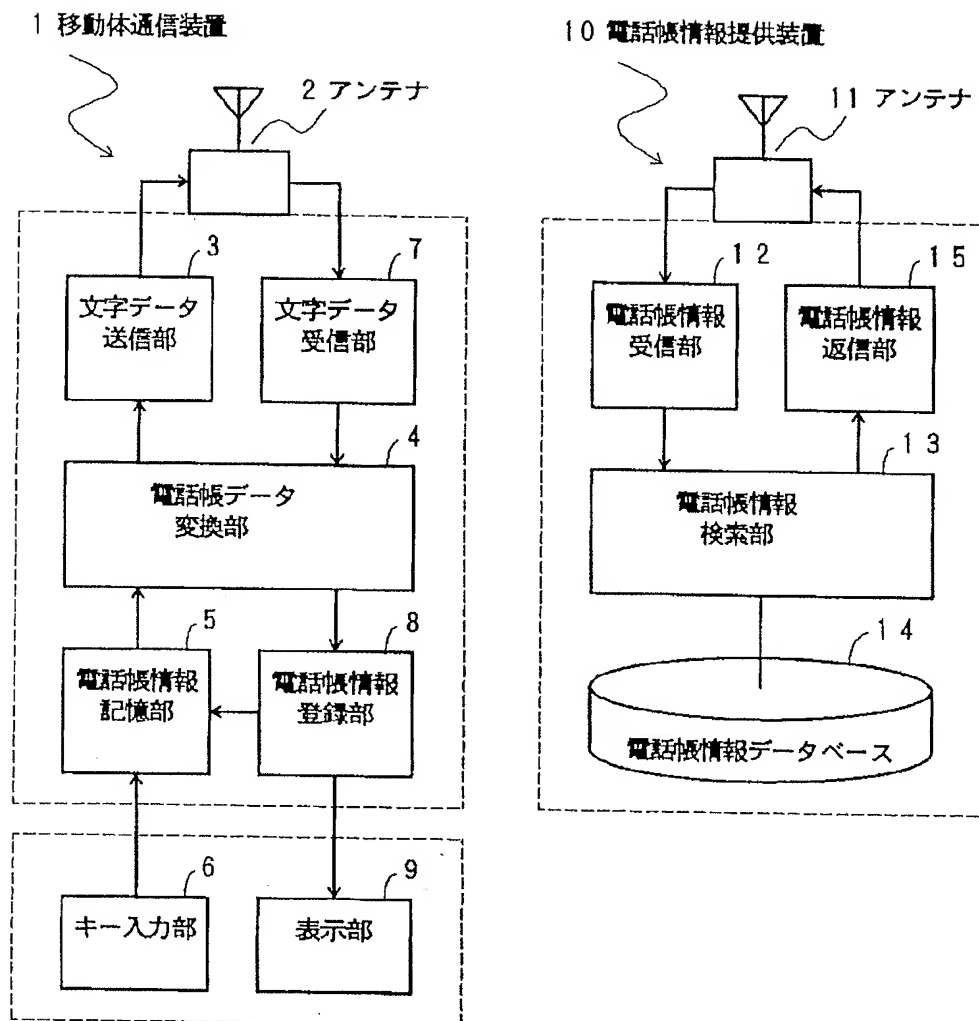 1 移動体通信装置
2 アンテナ
3
文字データ
送信部
7
文字データ
受信部
4
電話帳データ
変換部
5
電話帳情報
記憶部
8
電話帳情報
登録部
6
キー入力部
9
表示部
10 電話帳情報提供装置
11 アンテナ
12
電話帳情報
受信部
15
電話帳情報
返信部
13
電話帳情報
検索部
14
電話帳情報データベース